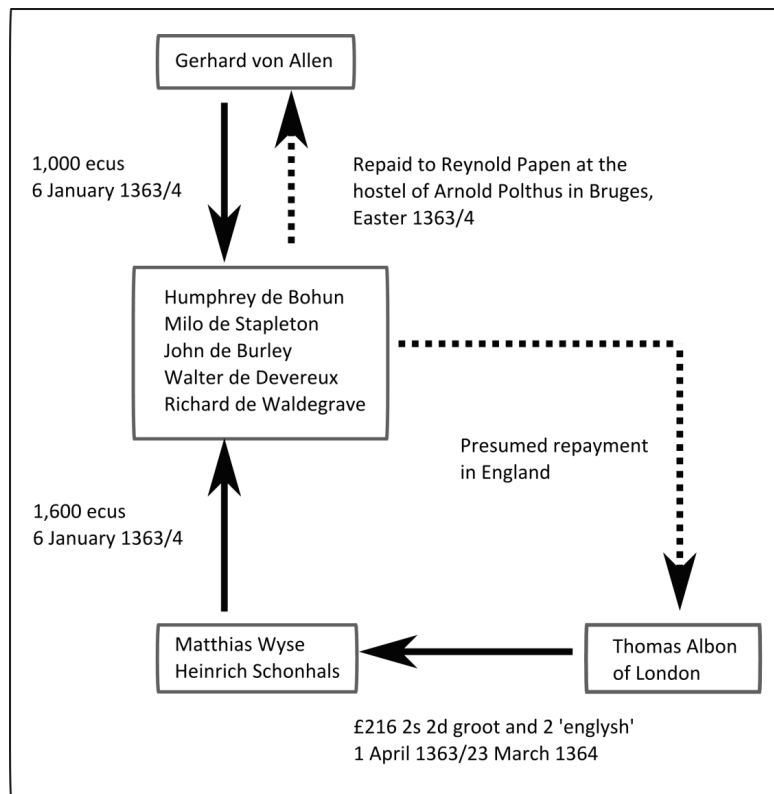 Gerhard von Allen
1,000 ecus
6 January 1363/4
Repaid to Reynold Papen at the
hostel of Arnold Polthus in Bruges,
Easter 1363/4
Humphrey de Bohun
Milo de Stapleton
John de Burley
Walter de Devereux
Richard de Waldegrave
Presumed repayment
in England
1,600 ecus
6 January 1363/4
Matthias Wyse
Heinrich Schonhals
Thomas Albon
of London
£216 2s 2d groot and 2 'englysh'
1 April 1363/23 March 1364